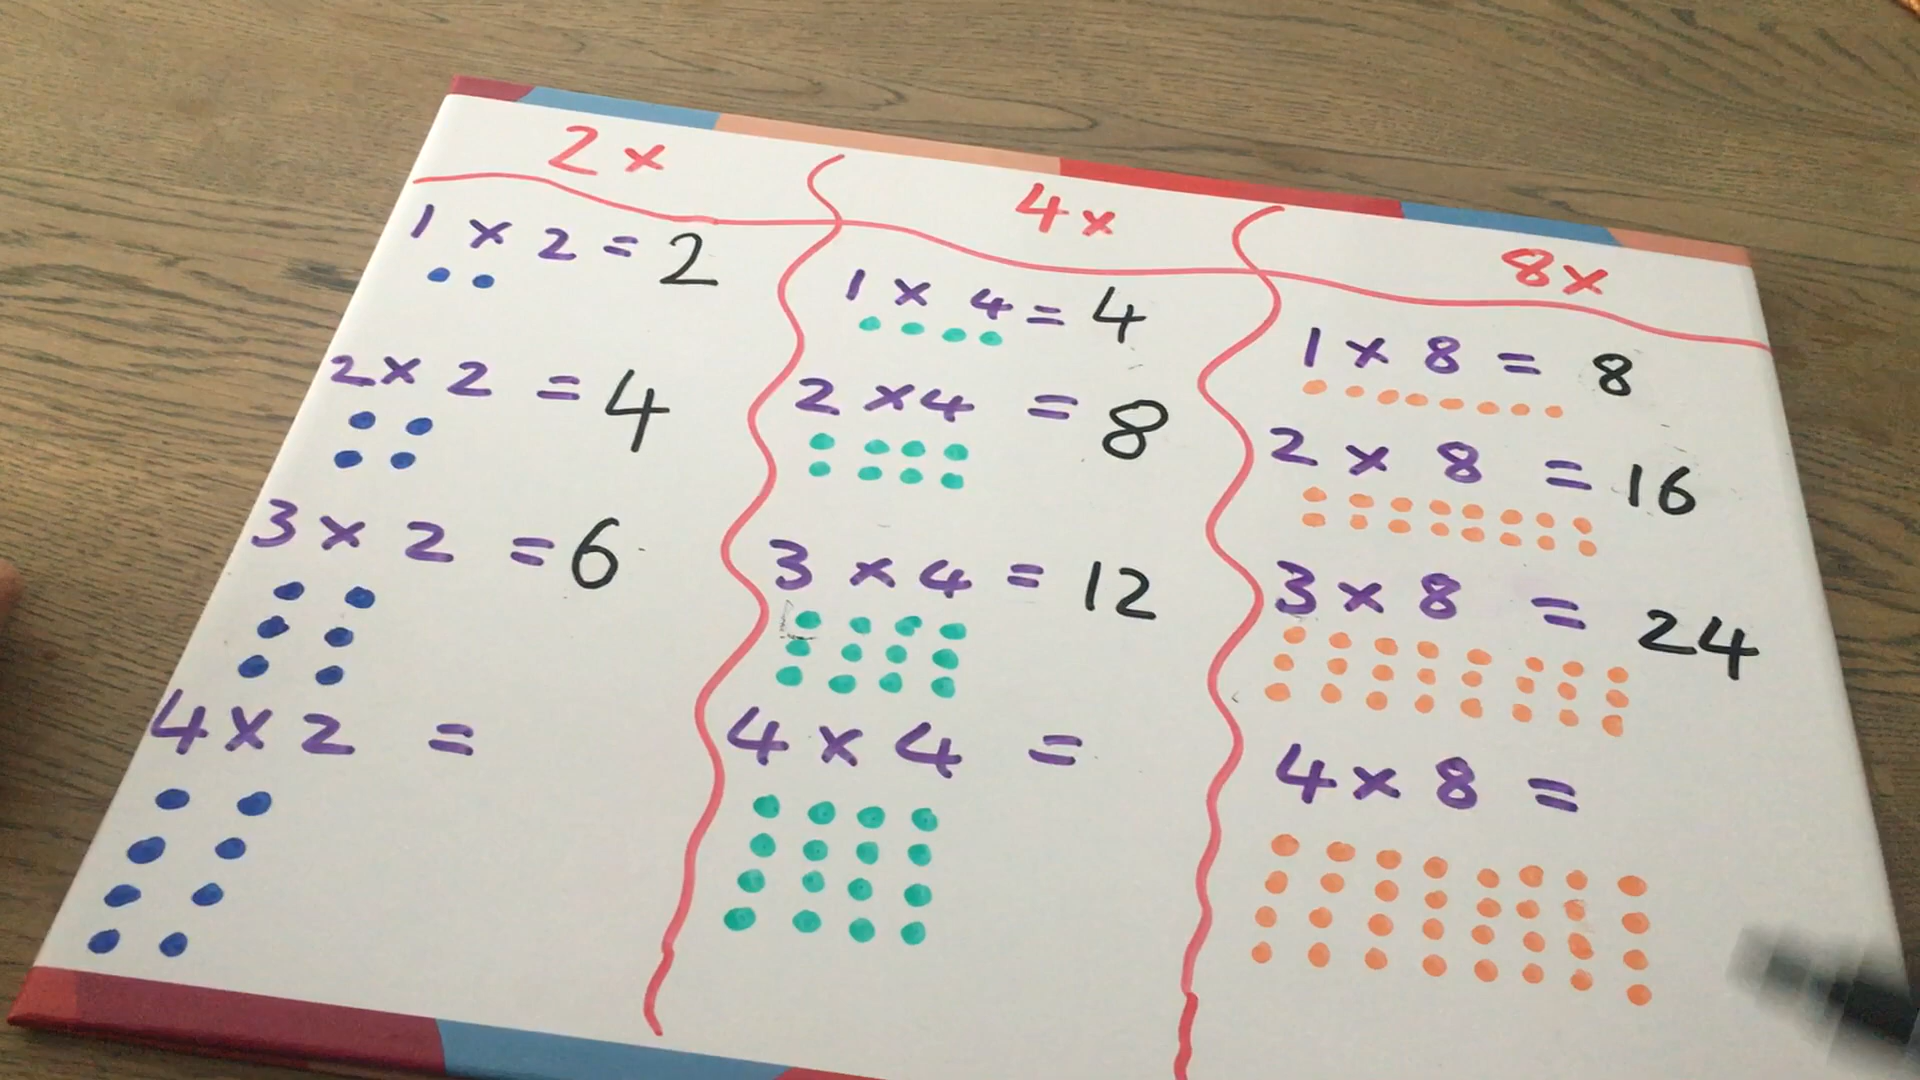 2x
1 x 2 = 2
2 x 2 = 4
3 x 2 = 6
4 x 2 =
4x
1 x 4 = 4
2 x 4 = 8
3 x 4 = 12
4 x 4 =
8x
1 x 8 = 8
2 x 8 = 16
3 x 8 = 24
4 x 8 =